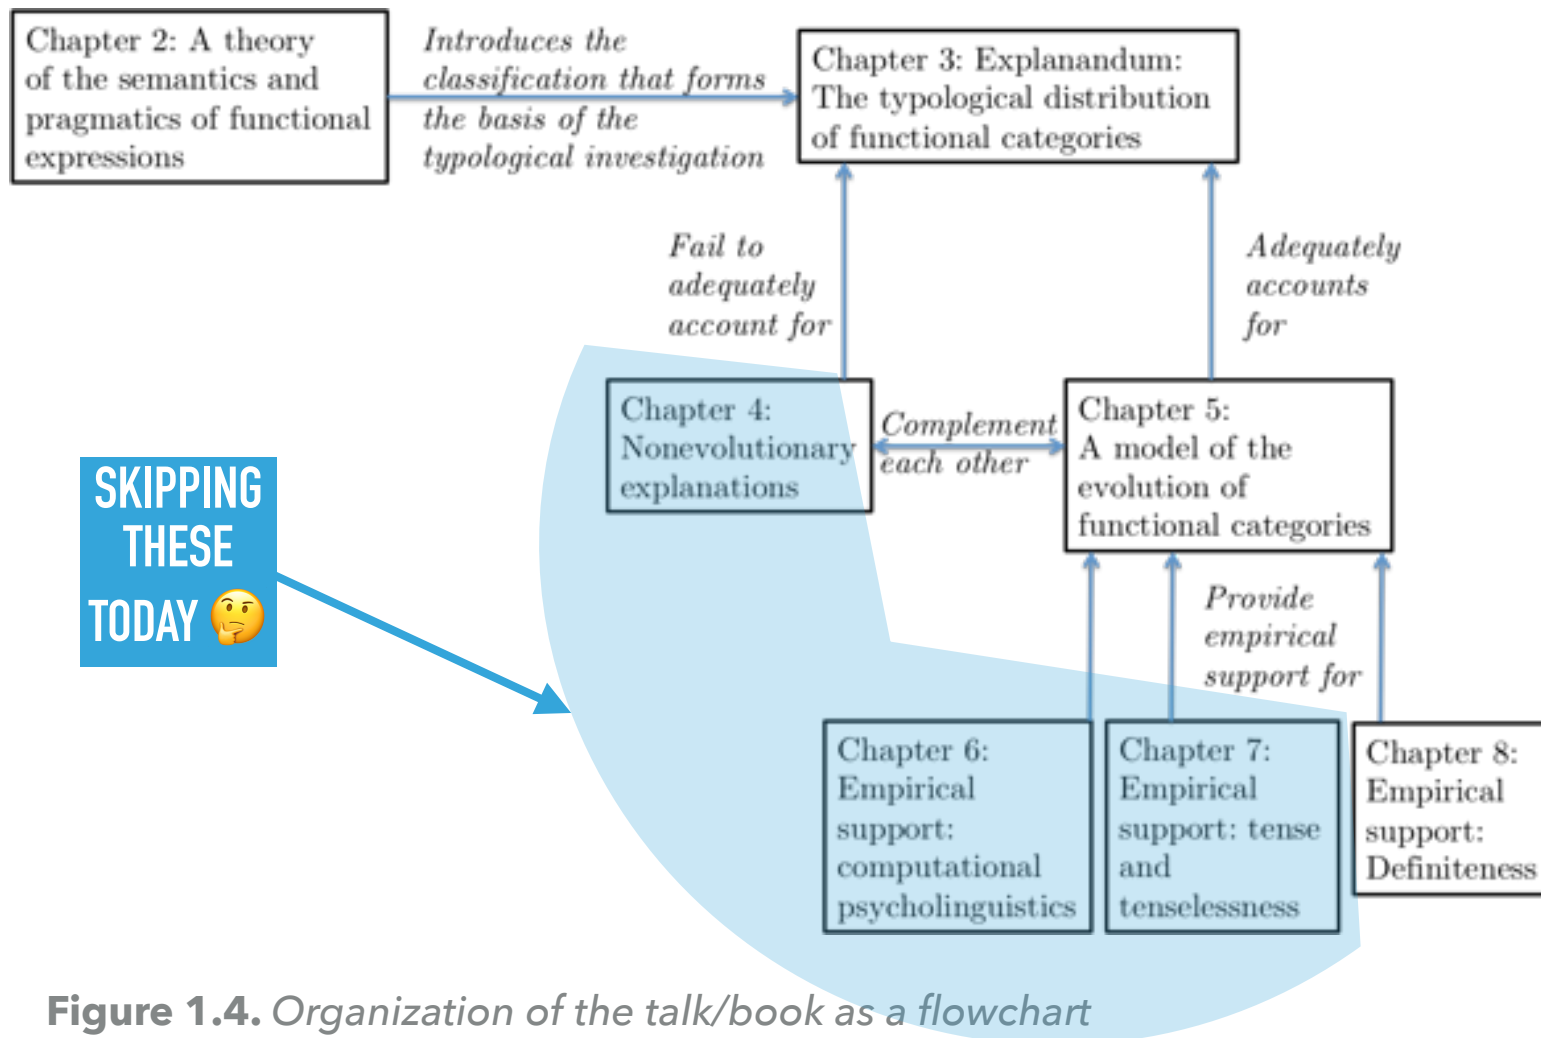 Chapter 2: A theory
of the semantics and
pragmatics of functional
expressions
Introduces the
classification that forms
the basis of the
typological investigation
Chapter 3: Explanandum:
The typological distribution
of functional categories
Fail to
adequately
account for
Adequately
accounts
for
Chapter 4:
Nonevolutionary
explanations
Complement
each other
Chapter 5:
A model of the
evolution of
functional categories
SKIPPING
THESE
TODAY 🤔
Provide
empirical
support for
Chapter 6:
Empirical
support:
computational
psycholinguistics
Chapter 7:
Empirical
support: tense
and
tenselessness
Chapter 8:
Empirical
support:
Definiteness
Figure 1.4. Organization of the talk/book as a flowchart